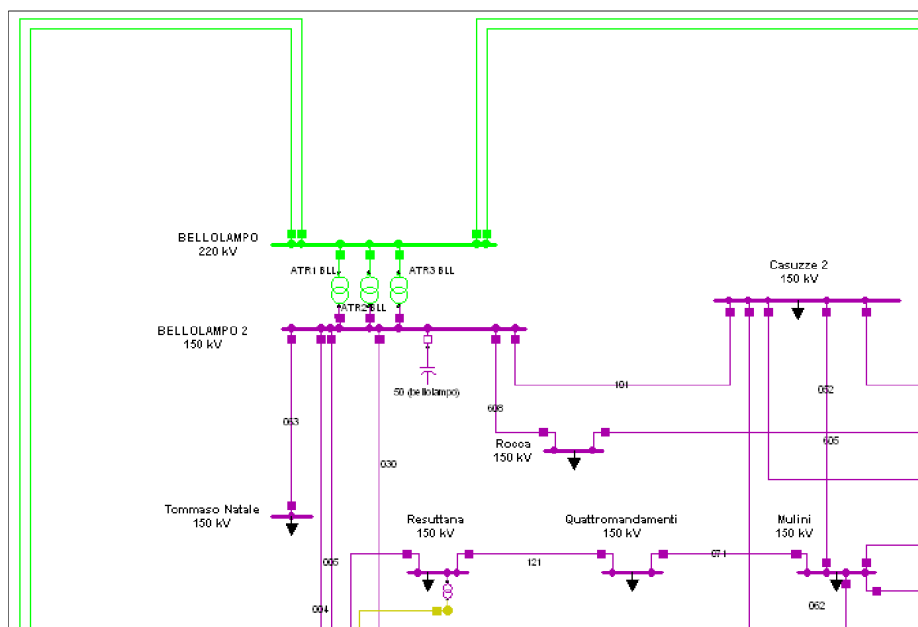 BELLOLAMPO
220 kV
ATR1 BLL
ATR3 BLL
ATR2 BLL
Casuzze 2
150 kV
BELLOLAMPO 2
150 kV
50 (bellolampo)
191
052
063
608
Rocca
150 kV
605
030
Tommaso Natale
150 kV
Resuttana
150 kV
Quattromandamenti
150 kV
Mulini
150 kV
065
121
071
004
062